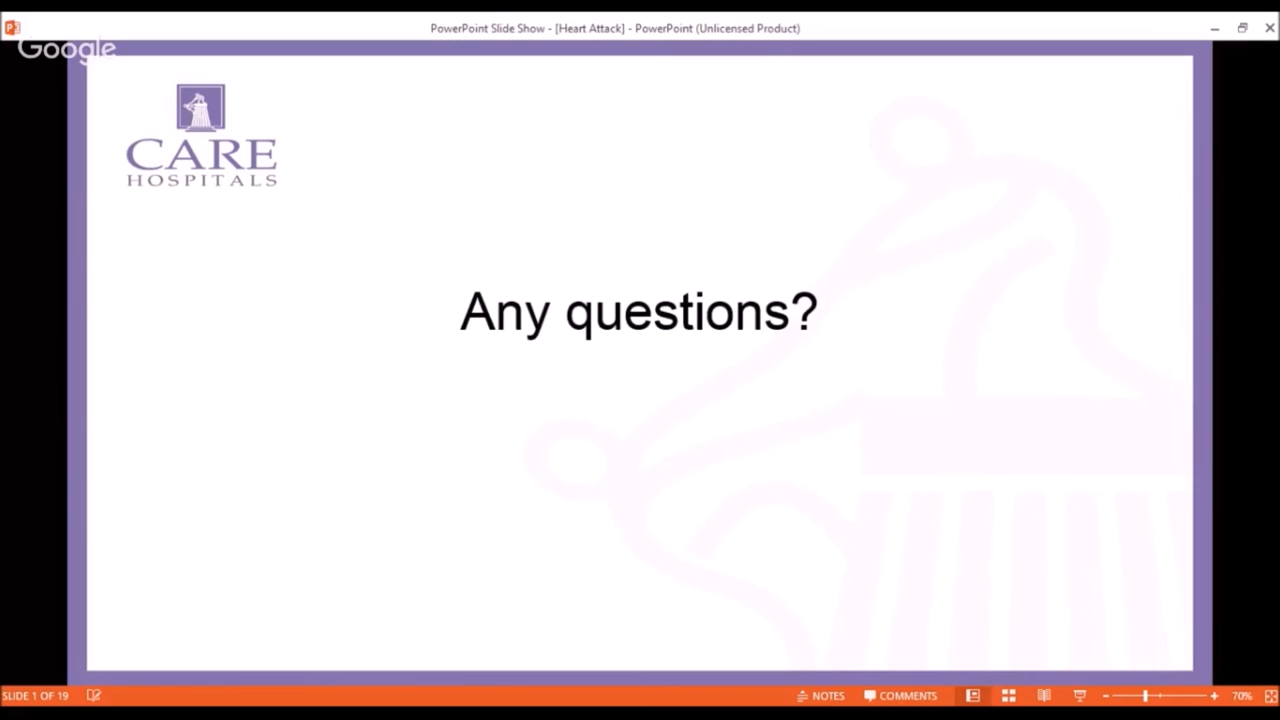 PowerPoint Slide Show - [Heart Attack] - PowerPoint (Unlicensed Product)
Google
CARE
HOSPITALS
Any questions?
SLIDE 1 OF 19
NOTES
COMMENTS
70%